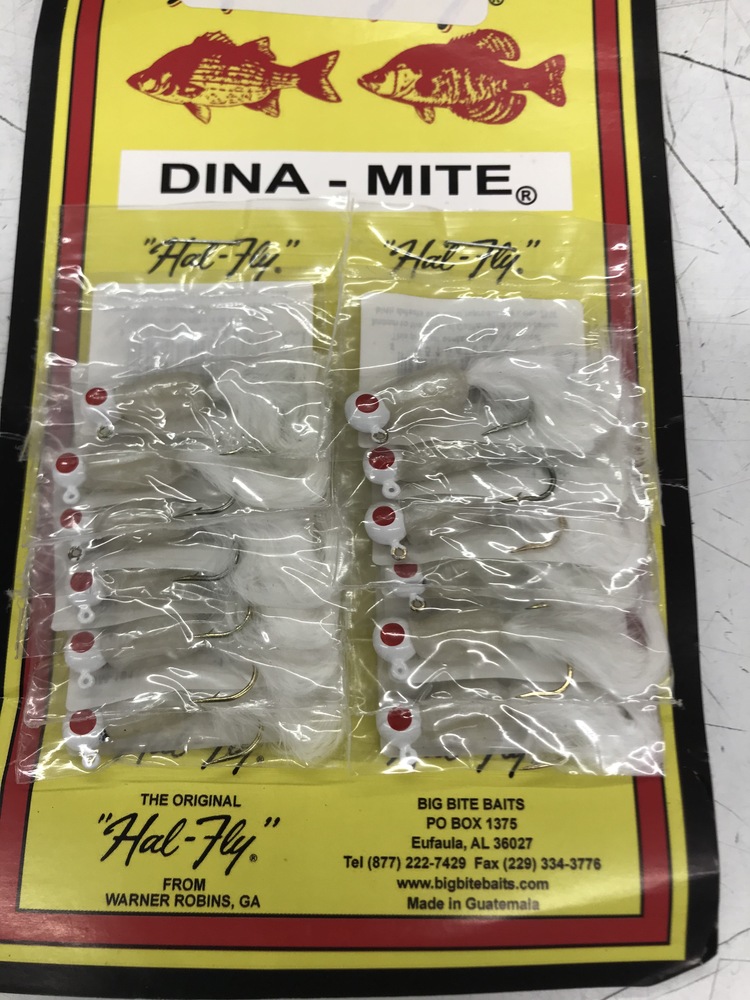 DINA - MITE®
"Hal-Fly."
"Hal-Fly."
THE ORIGINAL
"Hal-Fly"®
FROM
WARNER ROBINS, GA
BIG BITE BAITS
PO BOX 1375
Eufaula, AL 36027
Tel (877) 222-7429 Fax (229) 334-3776
www.bigbitebaits.com
Made in Guatemala